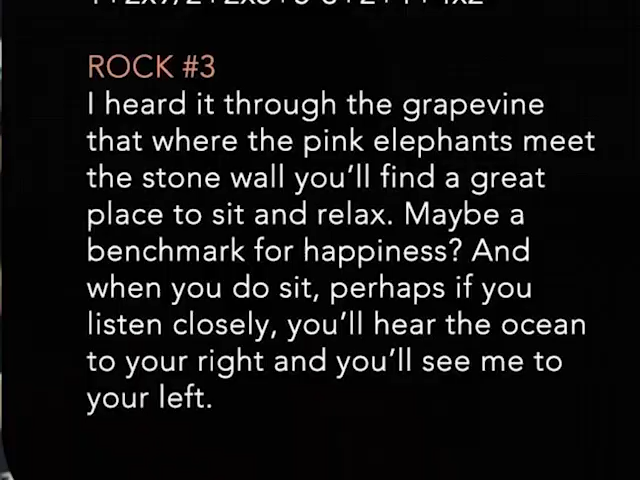 ROCK #3
I heard it through the grapevine
that where the pink elephants meet
the stone wall you'll find a great
place to sit and relax. Maybe a
benchmark for happiness? And
when you do sit, perhaps if you
listen closely, you'll hear the ocean
to your right and you'll see me to
your left.